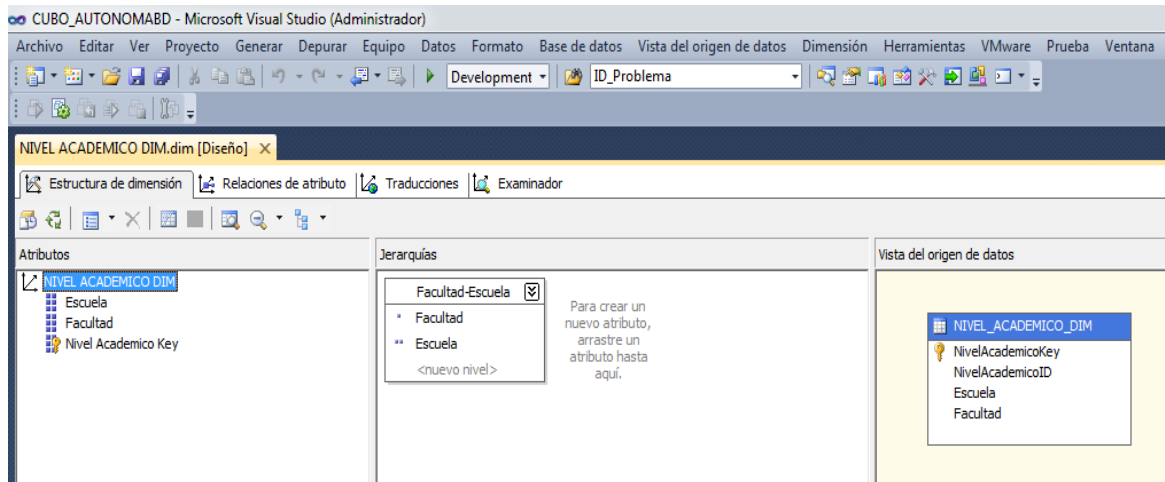 CUBO_AUTONOMABD - Microsoft Visual Studio (Administrador)
Archivo Editar Ver Proyecto Generar Depurar Equipo Datos Formato Base de datos Vista del origen de datos Dimensión Herramientas VMware Prueba Ventana
Development ID_Problema
NIVEL ACADEMICO DIM.dim [Diseño]
Estructura de dimensión Relaciones de atributo Traducciones Examinador
Atributos Jerarquías Vista del origen de datos
NIVEL ACADEMICO DIM
Escuela
Facultad
Nivel Academico Key
Facultad-Escuela
Facultad
Escuela
<nuevo nivel>
Para crear un
nuevo atributo,
arrastre un
atributo hasta
aquí.
NIVEL_ACADEMICO_DIM
NivelAcademicoKey
NivelAcademicoID
Escuela
Facultad